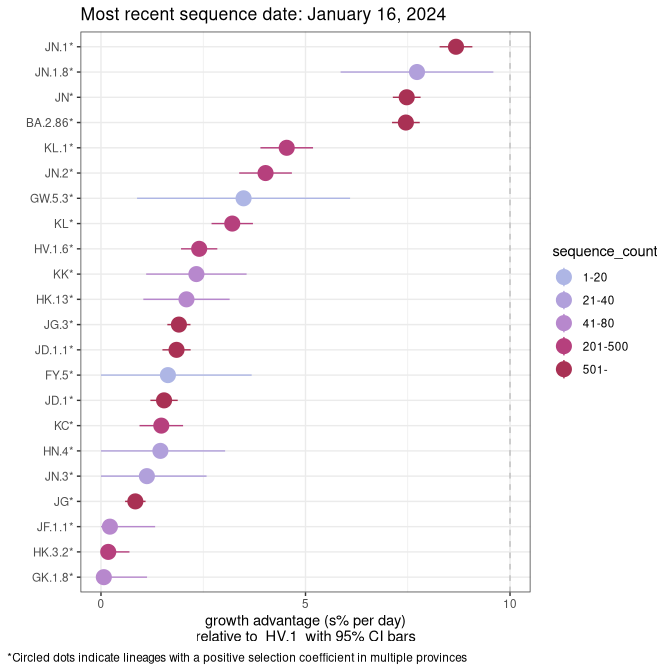 Most recent sequence date: January 16, 2024
JN.1*
JN.1.8*
JN*
BA.2.86*
KL.1*
JN.2*
GW.5.3*
KL*
HV.1.6*
KK*
HK.13*
JG.3*
JD.1.1*
FY.5*
JD.1*
KC*
HN.4*
JN.3*
JG*
JF.1.1*
HK.3.2*
GK.1.8*
0 5 10
growth advantage (s% per day)
relative to HV.1 with 95% CI bars
sequence_count
1-20
21-40
41-80
201-500
501-
*Circled dots indicate lineages with a positive selection coefficient in multiple provinces